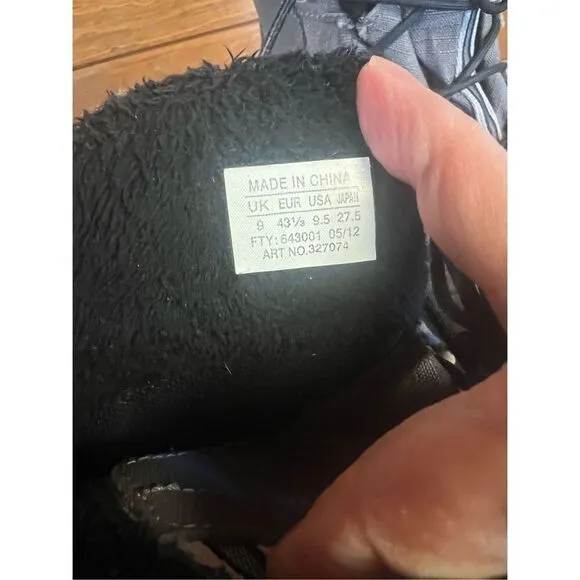 MADE IN CHINA
UK EUR USA JAPAN
9 43⅓ 9.5 27.5
FTY: 643001 05/12
ART NO.327074